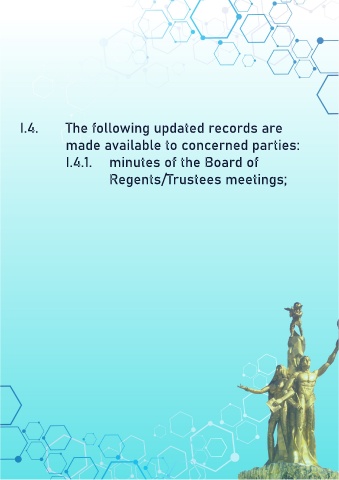 I.4. The following updated records are
made available to concerned parties:
I.4.1. minutes of the Board of
Regents/Trustees meetings;